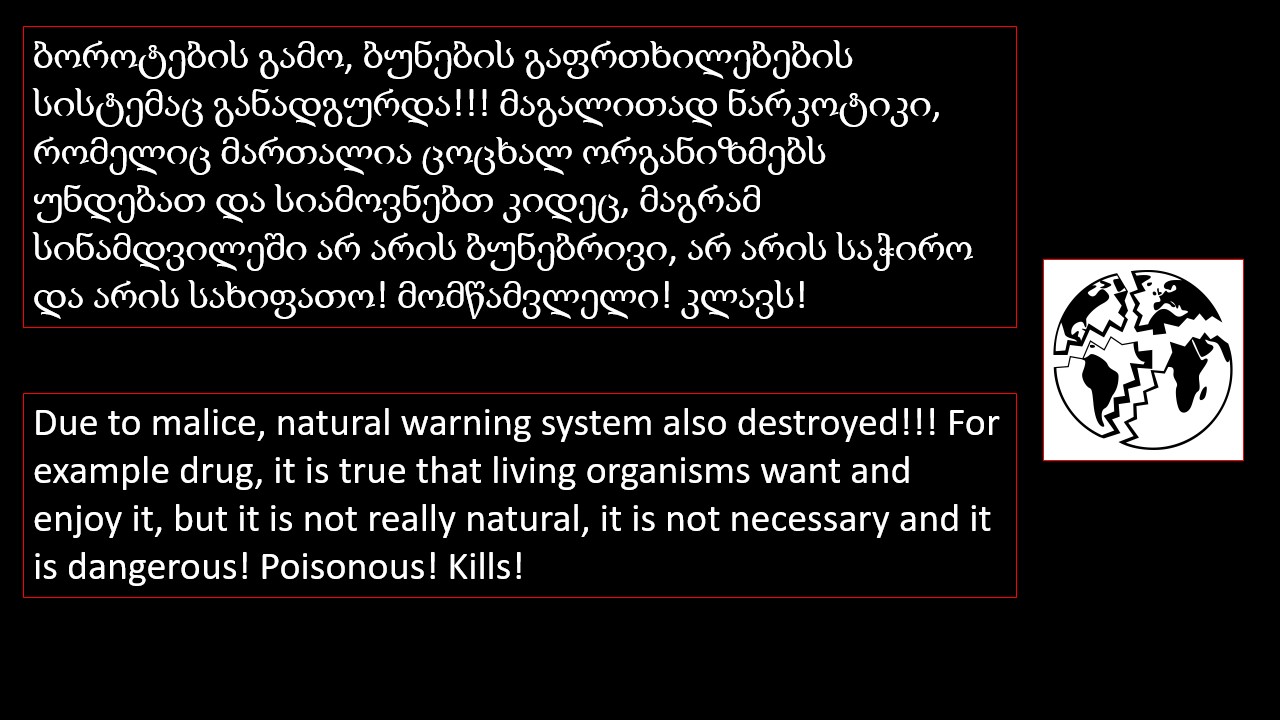 ბოროტების გამო, ბუნების გაფრთხილებების
სისტემაც განადგურდა!!! მაგალითად ნარკოტიკი,
რომელიც მართალია ცოცხალ ორგანიზმებს
უნდებათ და სიამოვნებთ კიდეც, მაგრამ
სინამდვილეში არ არის ბუნებრივი, არ არის საჭირო
და არის სახიფათო! მომწამვლელი! კლავს!
Due to malice, natural warning system also destroyed!!! For
example drug, it is true that living organisms want and
enjoy it, but it is not really natural, it is not necessary and it
is dangerous! Poisonous! Kills!